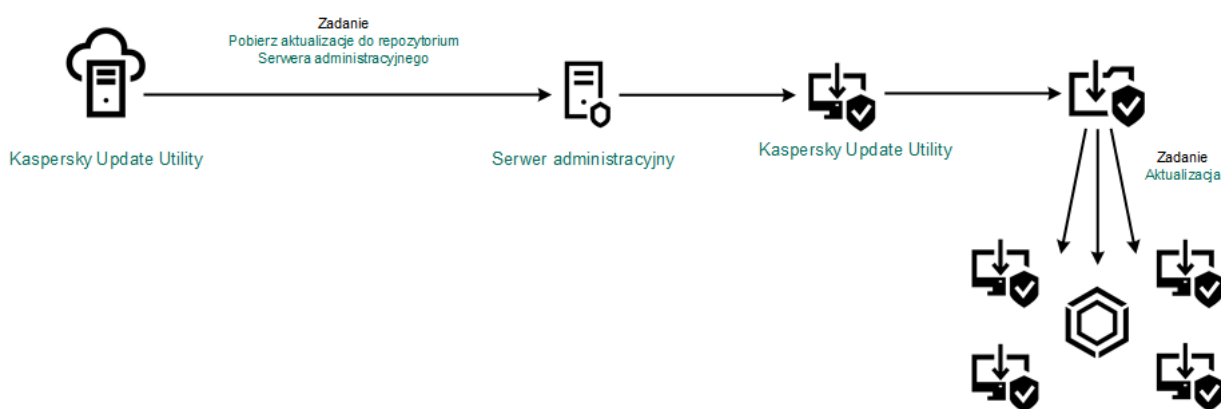 Zadanie
Pobierz aktualizacje do repozytorium
Serwera administracyjnego
Kaspersky Update Utility
Serwer administracyjny
Kaspersky Update Utility
Zadanie
Aktualizacja